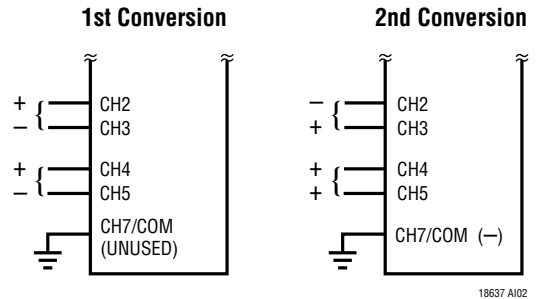 1st Conversion
+ CH2
– CH3
+ CH4
– CH5
CH7/COM
(UNUSED)
2nd Conversion
– CH2
+ CH3
+ CH4
+ CH5
CH7/COM (–)
18637 AI02